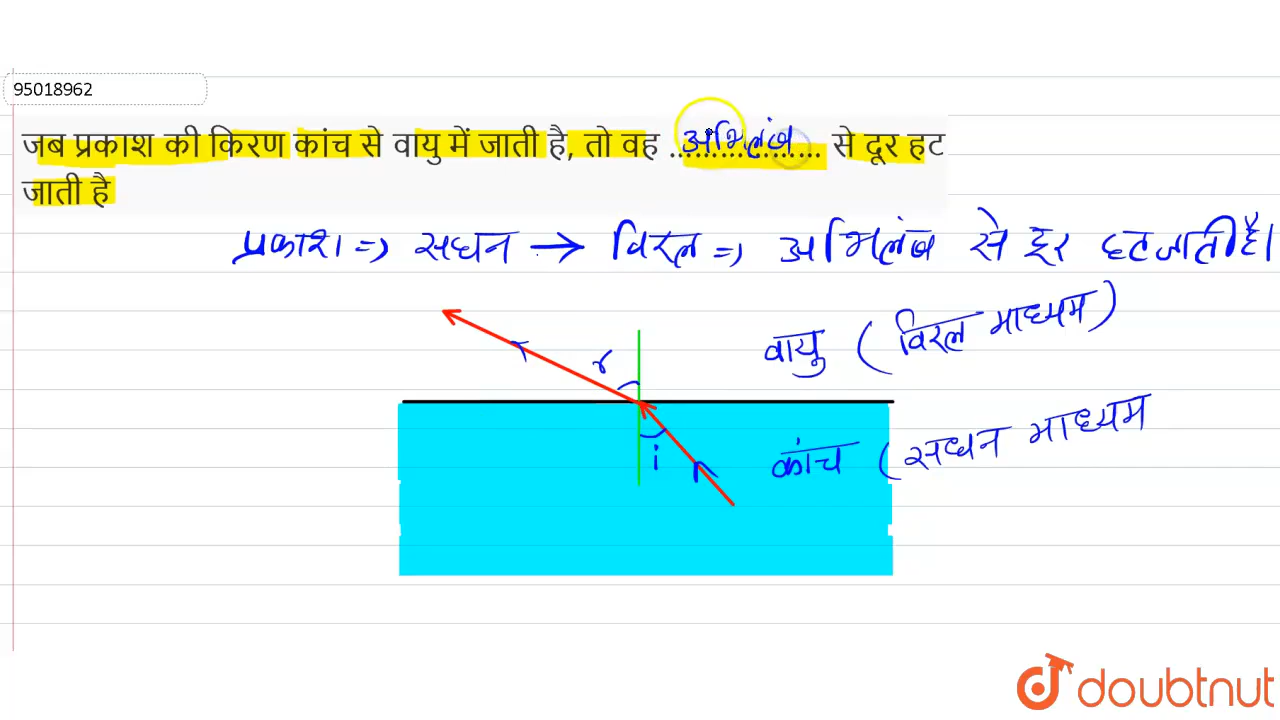 95018962
जब प्रकाश की किरण कांच से वायु में जाती है, तो वह ..अभिलंब.. से दूर हट
जाती है
प्रकाश => सघन → विरल => अभिलंब से दूर हट जाती है।
वायु (विरल माध्यम)
r
कांच (सघन माध्यम
i
doubtnut